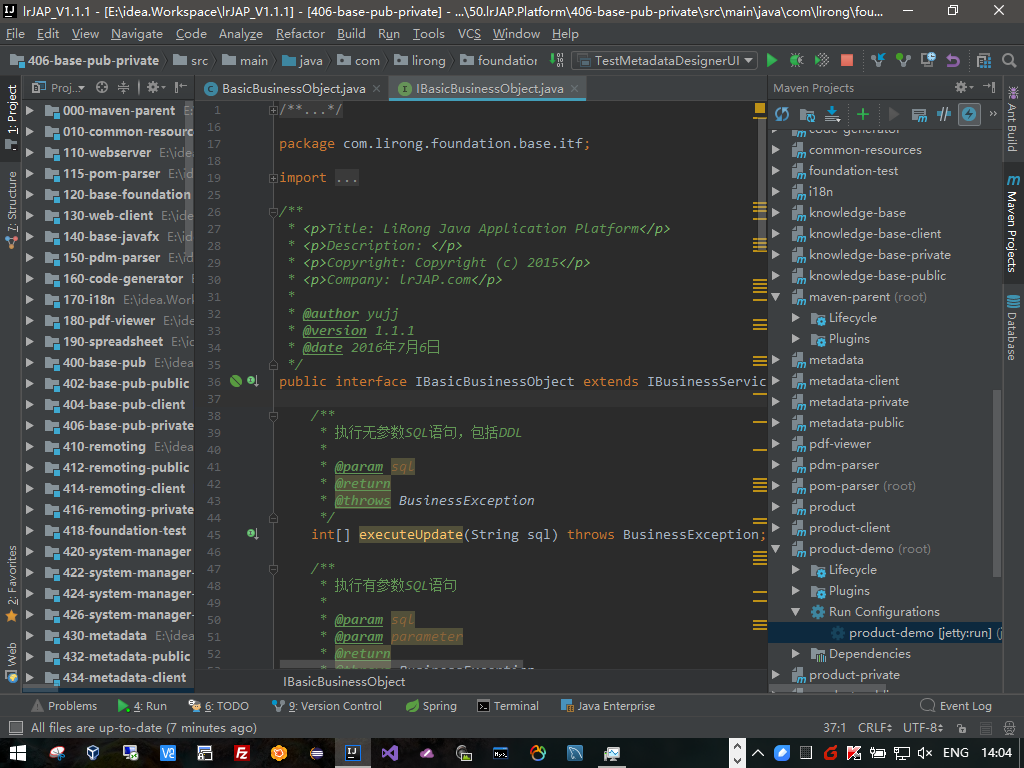 lrJAP_V1.1.1 - [E:\idea.Workspace\lrJAP_V1.1.1] - [406-base-pub-private] - ...\50.lrJAP.Platform\406-base-pub-private\src\main\java\com\lirong\fou...
File Edit View Navigate Code Analyze Refactor Build Run Tools VCS Window Help
406-base-pub-private src main java com lirong foundation TestMetadataDesignerUI
1: Project
7: Structure
2: Favorites
Web
Proj...
000-maven-parent
010-common-resourc
110-webserver E:\idea
115-pom-parser E:\ide
120-base-foundation
130-web-client E:\ide
140-base-javafx E:\id
150-pdm-parser E:\ide
160-code-generator
170-i18n E:\idea.Work
180-pdf-viewer E:\ide
190-spreadsheet E:\ide
400-base-pub E:\idea
402-base-pub-public
404-base-pub-client
406-base-pub-private
410-remoting E:\idea
412-remoting-public
414-remoting-client
416-remoting-private
418-foundation-test
420-system-manager
422-system-manager-
424-system-manager-
426-system-manager-
430-metadata E:\idea
432-metadata-public
434-metadata-client
BasicBusinessObject.java IBasicBusinessObject.java
1 /**...*/
16
17 package com.lirong.foundation.base.itf;
18
19 import ...
25
26 /**
27 * <p>Title: LiRong Java Application Platform</p>
28 * <p>Description: </p>
29 * <p>Copyright: Copyright (c) 2015</p>
30 * <p>Company: lrJAP.com</p>
31 *
32 * @author yujj
33 * @version 1.1.1
34 * @date 2016年7月6日
35 */
36 public interface IBasicBusinessObject extends IBusinessServic
37
38 /**
39 * 执行无参数SQL语句，包括DDL
40 *
41 * @param sql
42 * @return
43 * @throws BusinessException
44 */
45 int[] executeUpdate(String sql) throws BusinessException;
46
47 /**
48 * 执行有参数SQL语句
49 *
50 * @param sql
51 * @param parameter
52 * @return
IBasicBusinessObject
Maven Projects
code-generator
common-resources
foundation-test
i18n
knowledge-base
knowledge-base-client
knowledge-base-private
knowledge-base-public
maven-parent (root)
Lifecycle
Plugins
metadata
metadata-client
metadata-private
metadata-public
pdf-viewer
pdm-parser
pom-parser (root)
product
product-client
product-demo (root)
Lifecycle
Plugins
Run Configurations
product-demo [jetty:run]
Dependencies
product-private
Ant Build
Maven Projects
Database
Problems 4: Run 6: TODO 9: Version Control Spring Terminal Java Enterprise Event Log
All files are up-to-date (7 minutes ago) 37:1 CRLF UTF-8
ENG 14:04